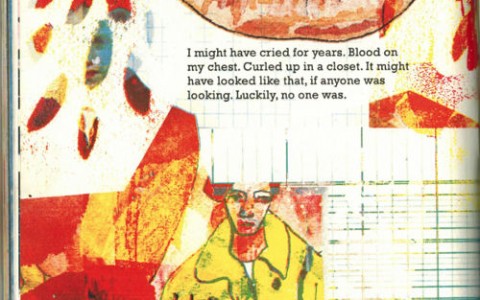 I might have cried for years. Blood on
my chest. Curled up in a closet. It might
have looked like that, if anyone was
looking. Luckily, no one was.